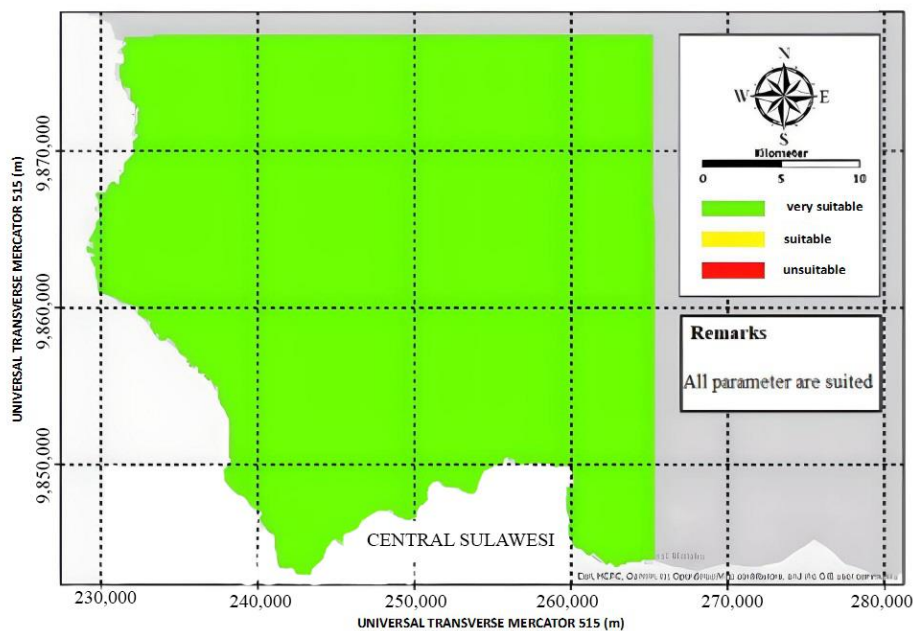 UNIVERSAL TRANSVERSE MERCATOR 515 (m)
9,870,000
9,860,000
9,850,000
N
W
E
S
Kilometer
0 5 10
very suitable
suitable
unsuitable
Remarks
All parameter are suited
CENTRAL SULAWESI
230,000 240,000 250,000 260,000 270,000 280,000
UNIVERSAL TRANSVERSE MERCATOR 515 (m)